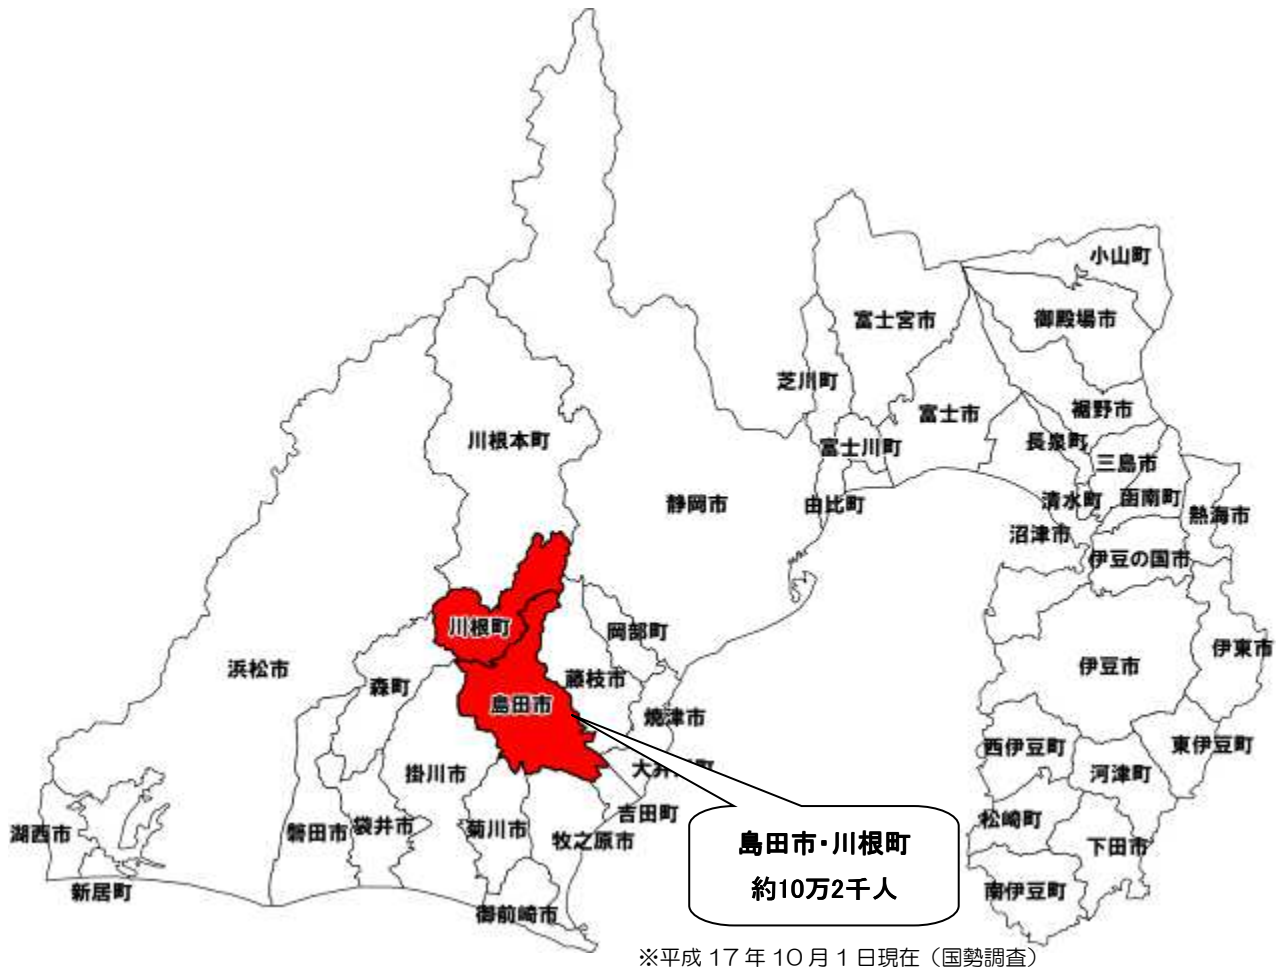 小山町
富士宮市
御殿場市
芝川町
裾野市
富士市
川根本町
長泉町
富士川町
三島市
静岡市
由比町
清水町
函南町
熱海市
沼津市
伊豆の国市
川根町
岡部町
伊東市
浜松市
伊豆市
森町
藤枝市
島田市
焼津市
西伊豆町
東伊豆町
掛川市
大井川町
河津町
吉田町
湖西市
磐田市
袋井市
菊川市
牧之原市
松崎町
下田市
島田市・川根町
約10万2千人
新居町
南伊豆町
御前崎市
※平成17年10月1日現在（国勢調査）